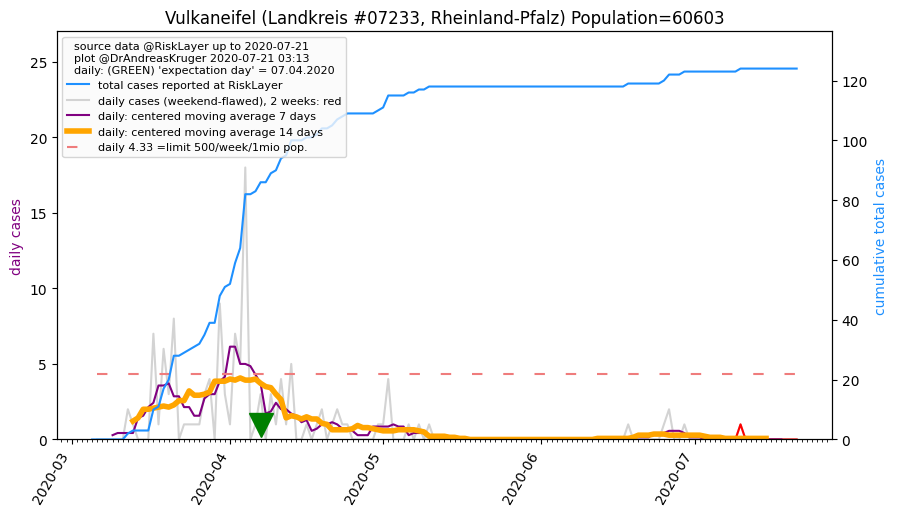 Vulkaneifel (Landkreis #07233, Rheinland-Pfalz) Population=60603
source data @RiskLayer up to 2020-07-21
plot @DrAndreasKruger 2020-07-21 03:13
daily: (GREEN) 'expectation day' = 07.04.2020
total cases reported at RiskLayer
daily cases (weekend-flawed), 2 weeks: red
daily: centered moving average 7 days
daily: centered moving average 14 days
daily 4.33 =limit 500/week/1mio pop.
daily cases
25
20
15
10
5
0
cumulative total cases
120
100
80
60
40
20
0
2020-03
2020-04
2020-05
2020-06
2020-07